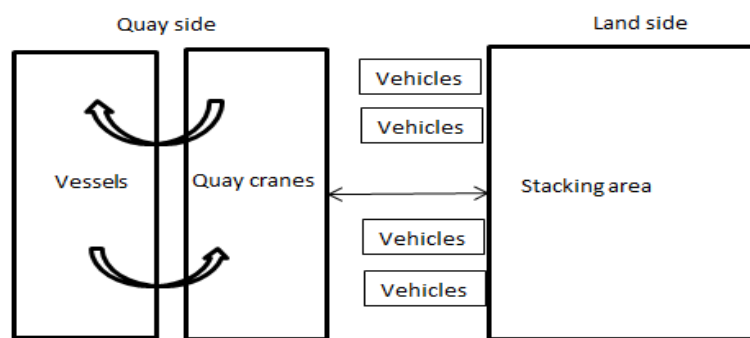 Quay side
Land side
Vehicles
Vehicles
Vessels
Quay cranes
Stacking area
Vehicles
Vehicles